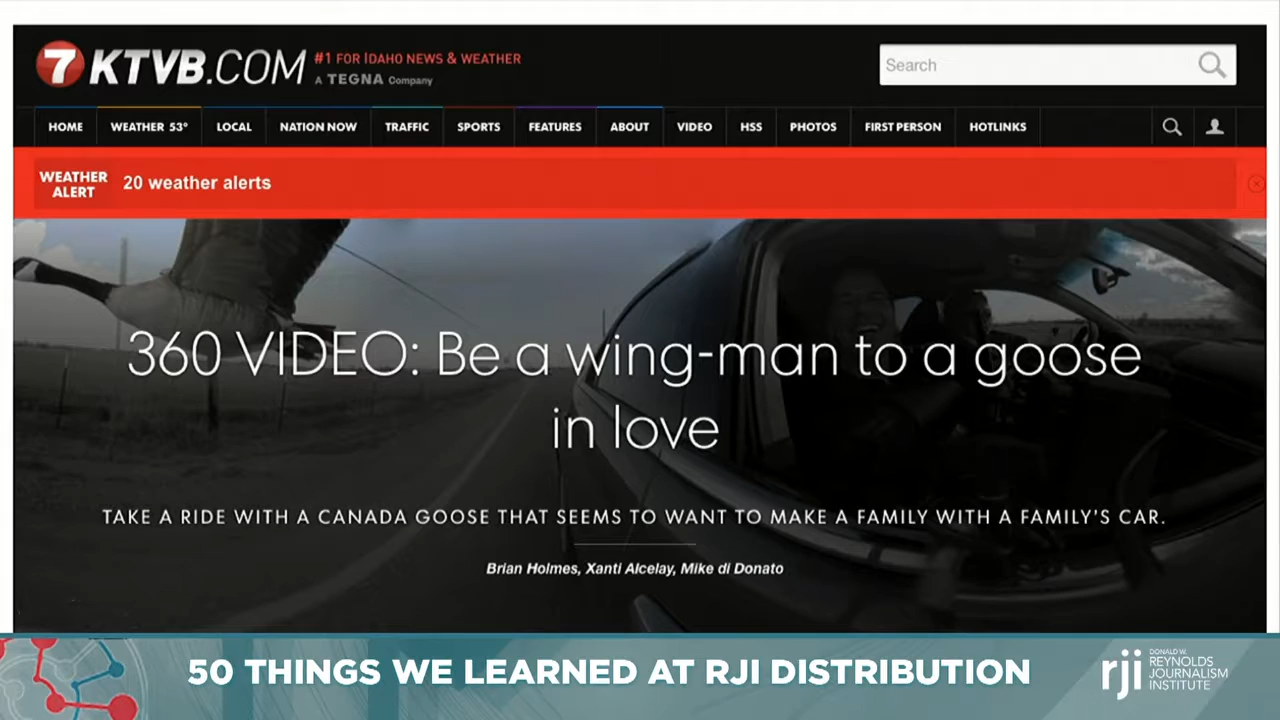 7 KTVB.COM
#1 FOR IDAHO NEWS & WEATHER
A TEGNA Company
Search
HOME WEATHER 53° LOCAL NATION NOW TRAFFIC SPORTS FEATURES ABOUT VIDEO HSS PHOTOS FIRST PERSON HOTLINKS
WEATHER
ALERT
20 weather alerts
360 VIDEO: Be a wing-man to a goose
in love
TAKE A RIDE WITH A CANADA GOOSE THAT SEEMS TO WANT TO MAKE A FAMILY WITH A FAMILY'S CAR.
Brian Holmes, Xanti Alcelay, Mike di Donato
50 THINGS WE LEARNED AT RJI DISTRIBUTION
rji
DONALD W.
REYNOLDS
JOURNALISM
INSTITUTE